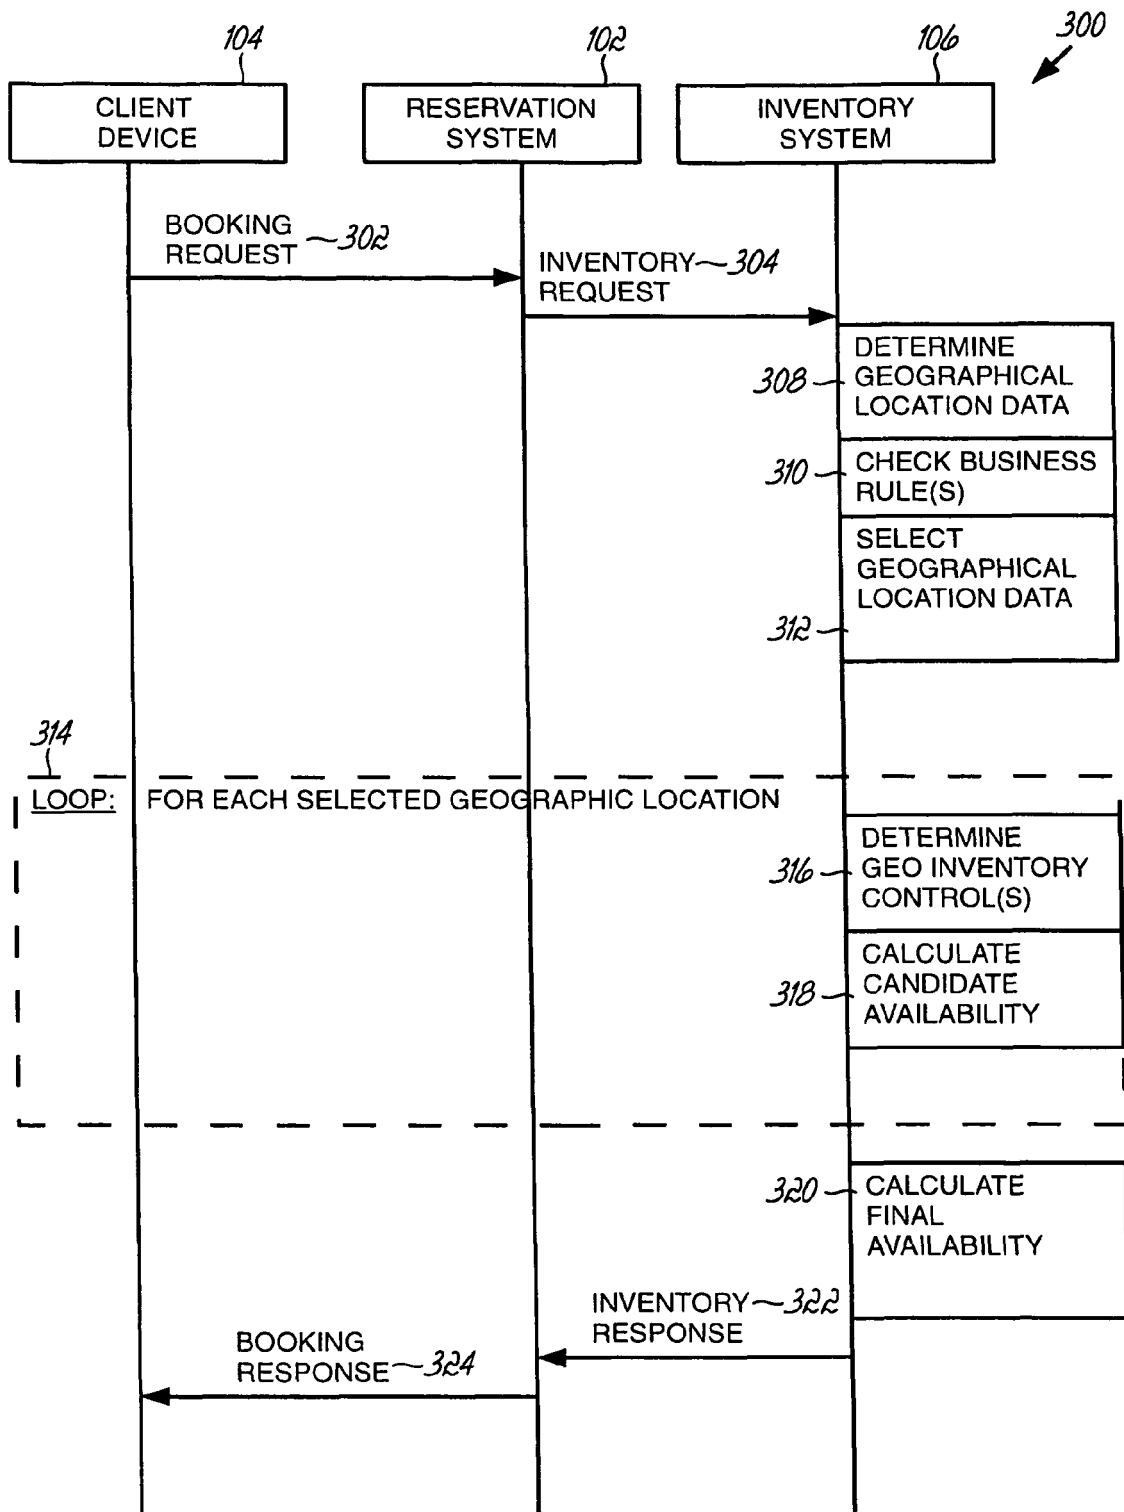 104
102
106
300
CLIENT
DEVICE
RESERVATION
SYSTEM
INVENTORY
SYSTEM
BOOKING
REQUEST
302
INVENTORY
REQUEST
304
308
DETERMINE
GEOGRAPHICAL
LOCATION DATA
310
CHECK BUSINESS
RULE(S)
SELECT
GEOGRAPHICAL
LOCATION DATA
312
314
LOOP: FOR EACH SELECTED GEOGRAPHIC LOCATION
316
DETERMINE
GEO INVENTORY
CONTROL(S)
318
CALCULATE
CANDIDATE
AVAILABILITY
320
CALCULATE
FINAL
AVAILABILITY
INVENTORY
RESPONSE
322
BOOKING
RESPONSE
324